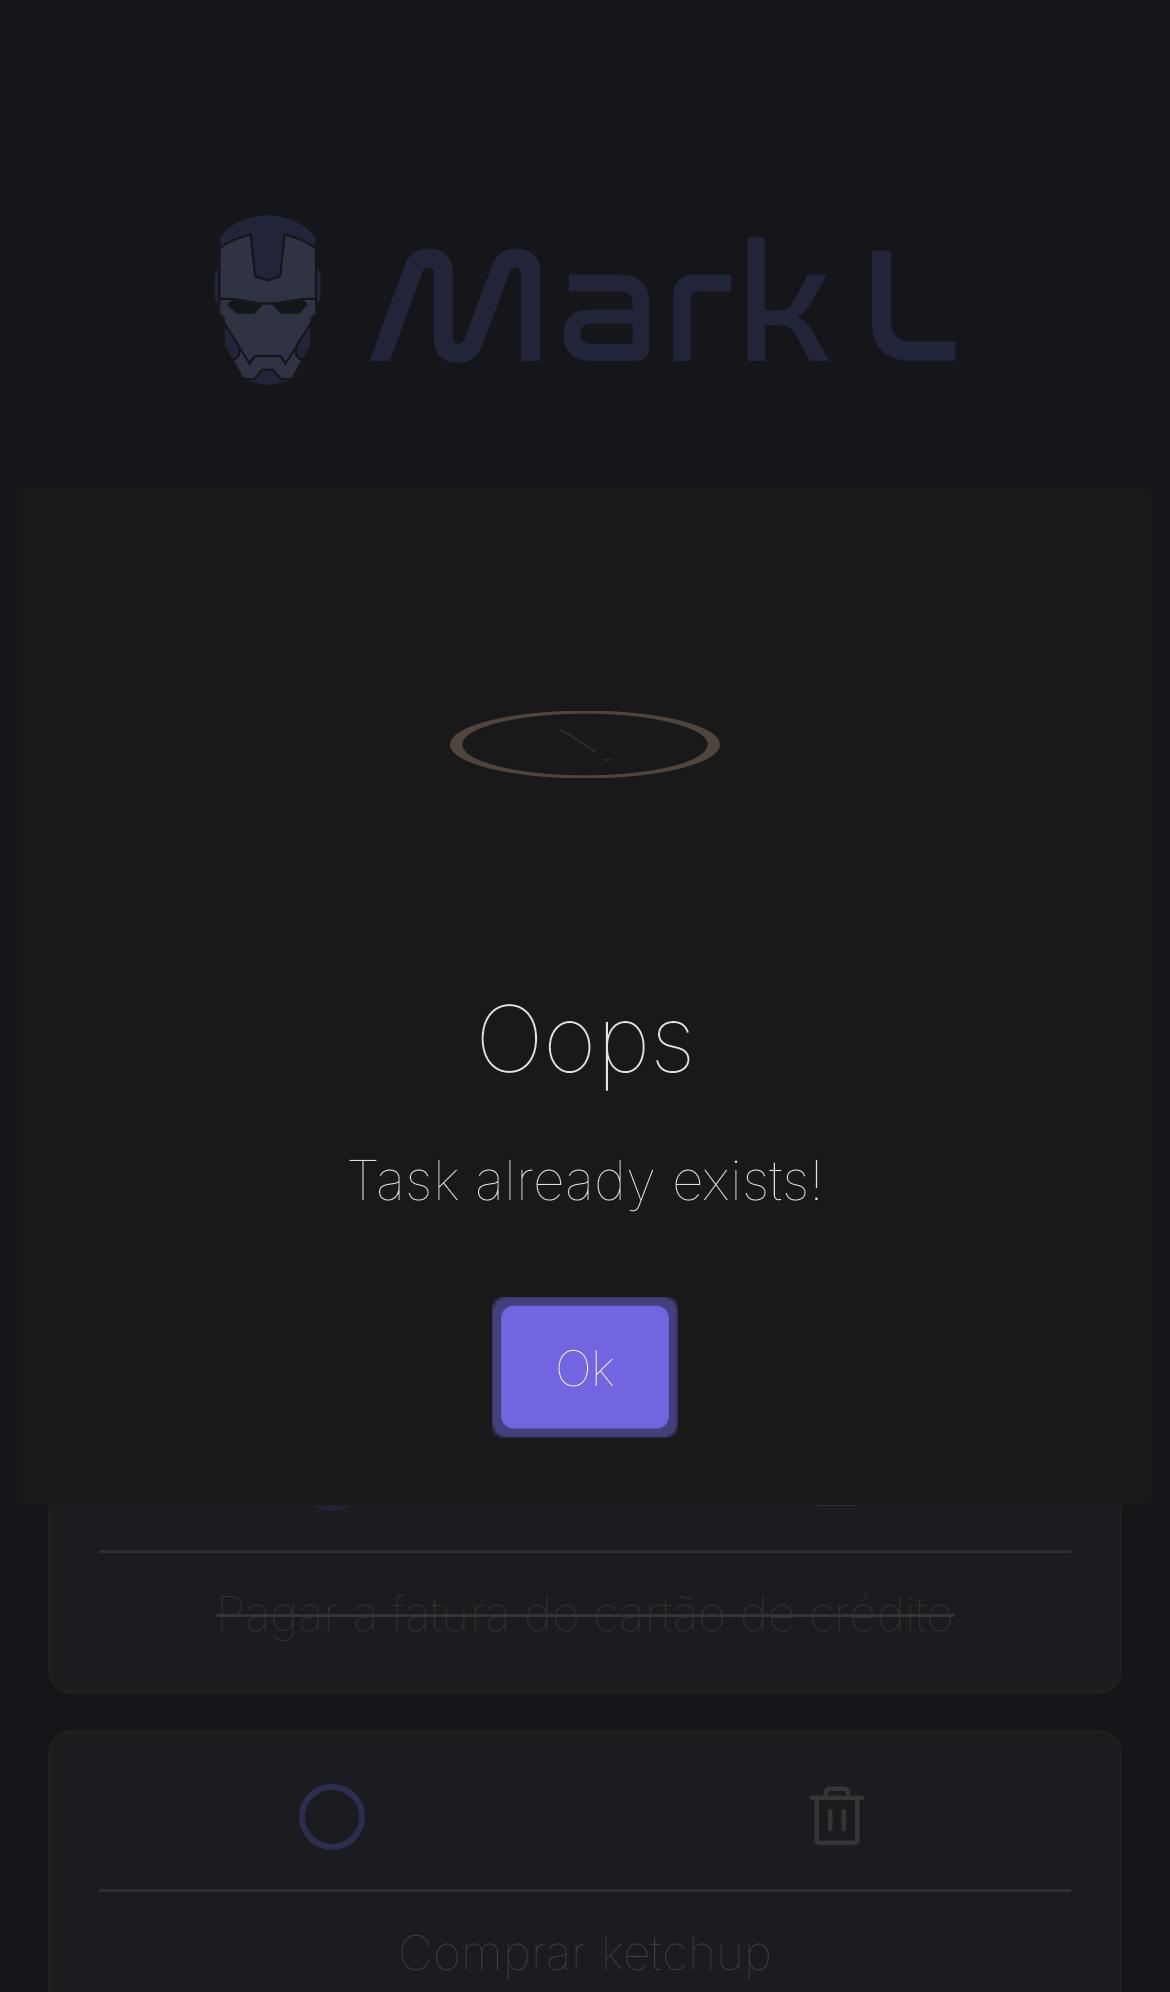 Mark L
Oops
Task already exists!
Ok
Pagar a fatura do cartão de crédito
Comprar ketchup